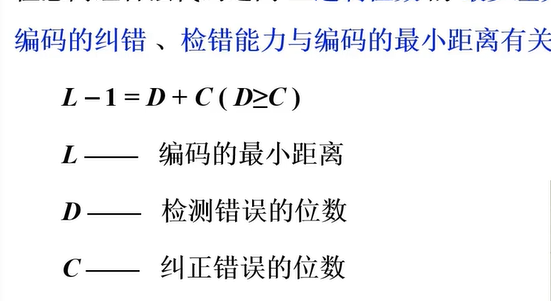 编码的纠错 、检错能力与编码的最小距离有关
L − 1 = D + C ( D≥C )
L —— 编码的最小距离
D —— 检测错误的位数
C —— 纠正错误的位数